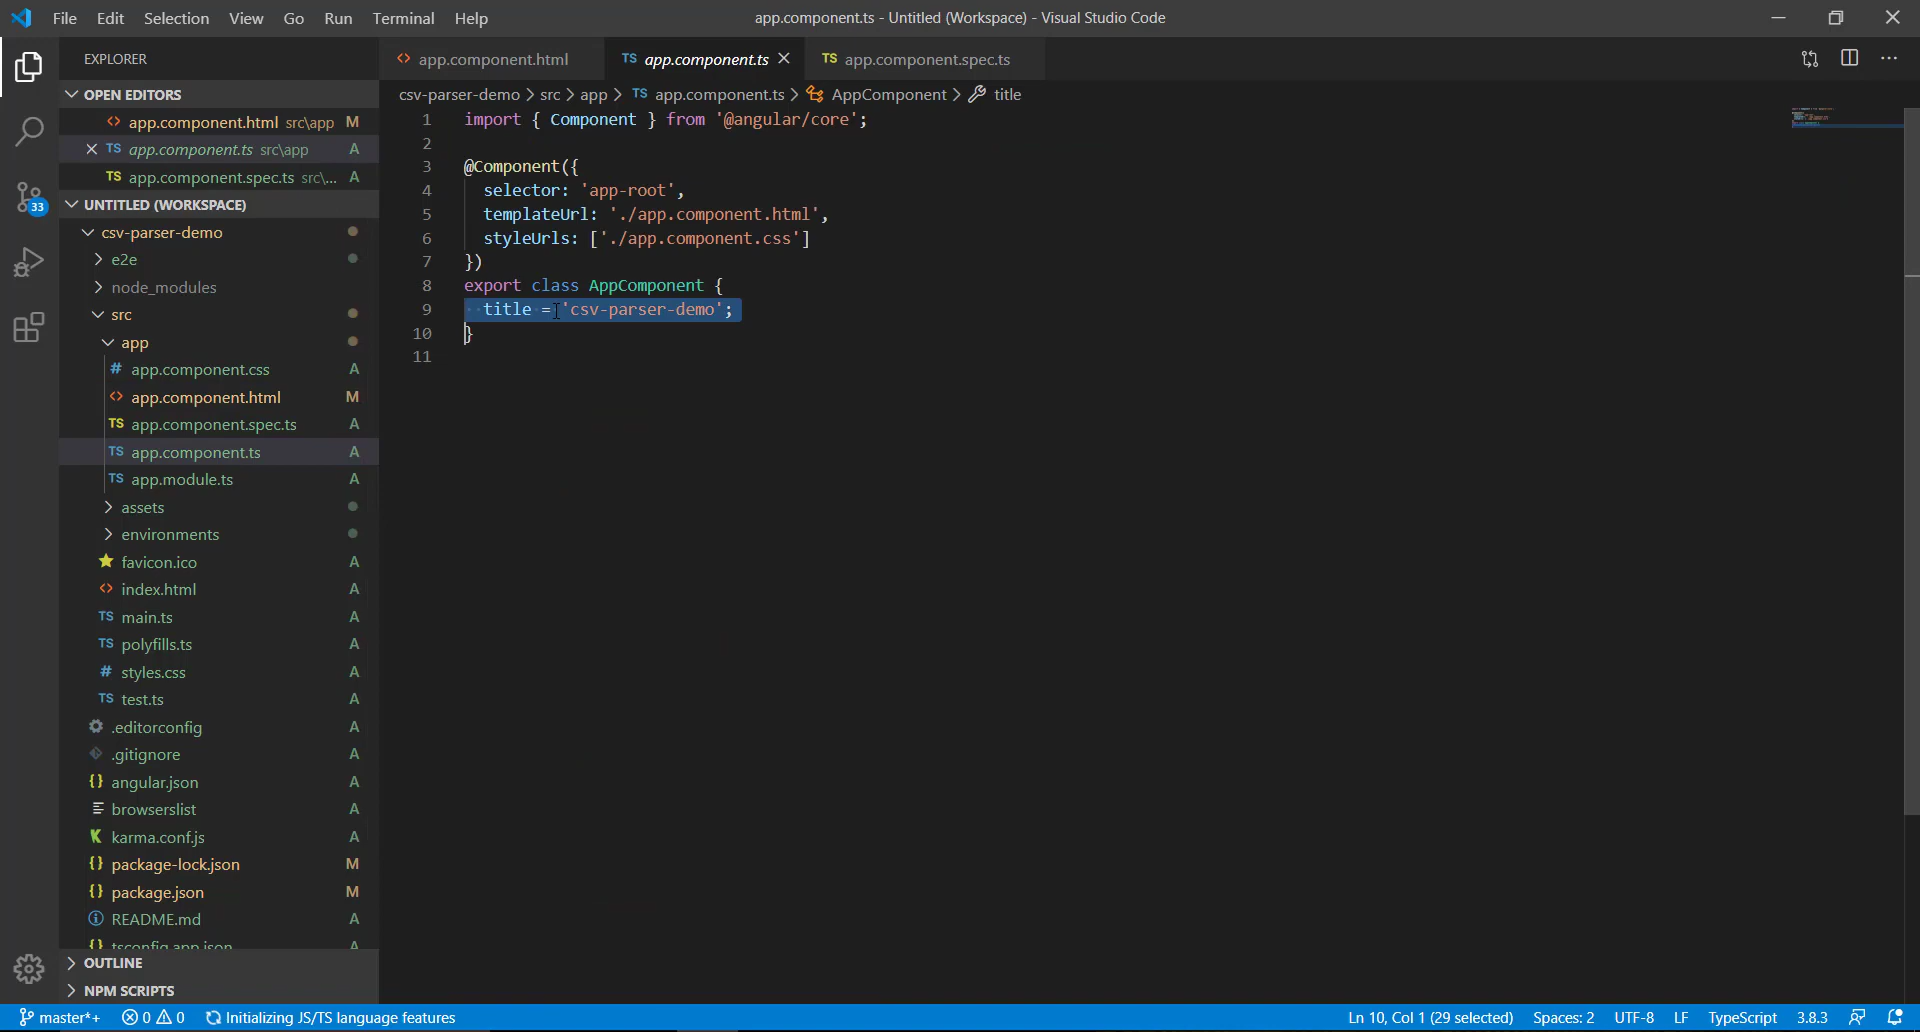 File Edit Selection View Go Run Terminal Help
app.component.ts - Untitled (Workspace) - Visual Studio Code
EXPLORER
OPEN EDITORS
app.component.html src\app M
TS app.component.ts src\app A
TS app.component.spec.ts src\... A
UNTITLED (WORKSPACE)
csv-parser-demo
e2e
node_modules
src
app
# app.component.css A
<> app.component.html M
TS app.component.spec.ts A
TS app.component.ts A
TS app.module.ts A
assets
environments
favicon.ico A
<> index.html A
TS main.ts A
TS polyfills.ts A
# styles.css A
TS test.ts A
.editorconfig A
.gitignore A
{} angular.json A
browserslist A
K karma.conf.js A
{} package-lock.json M
{} package.json M
README.md A
{} tsconfig.app.json A
OUTLINE
NPM SCRIPTS
33
<> app.component.html
TS app.component.ts
TS app.component.spec.ts
csv-parser-demo > src > app > TS app.component.ts > AppComponent > title
1 import { Component } from '@angular/core';
2
3 @Component({
4 selector: 'app-root',
5 templateUrl: './app.component.html',
6 styleUrls: ['./app.component.css']
7 })
8 export class AppComponent {
9 title = 'csv-parser-demo';
10 }
11
master*+ 0 0 Initializing JS/TS language features
Ln 10, Col 1 (29 selected) Spaces: 2 UTF-8 LF TypeScript 3.8.3